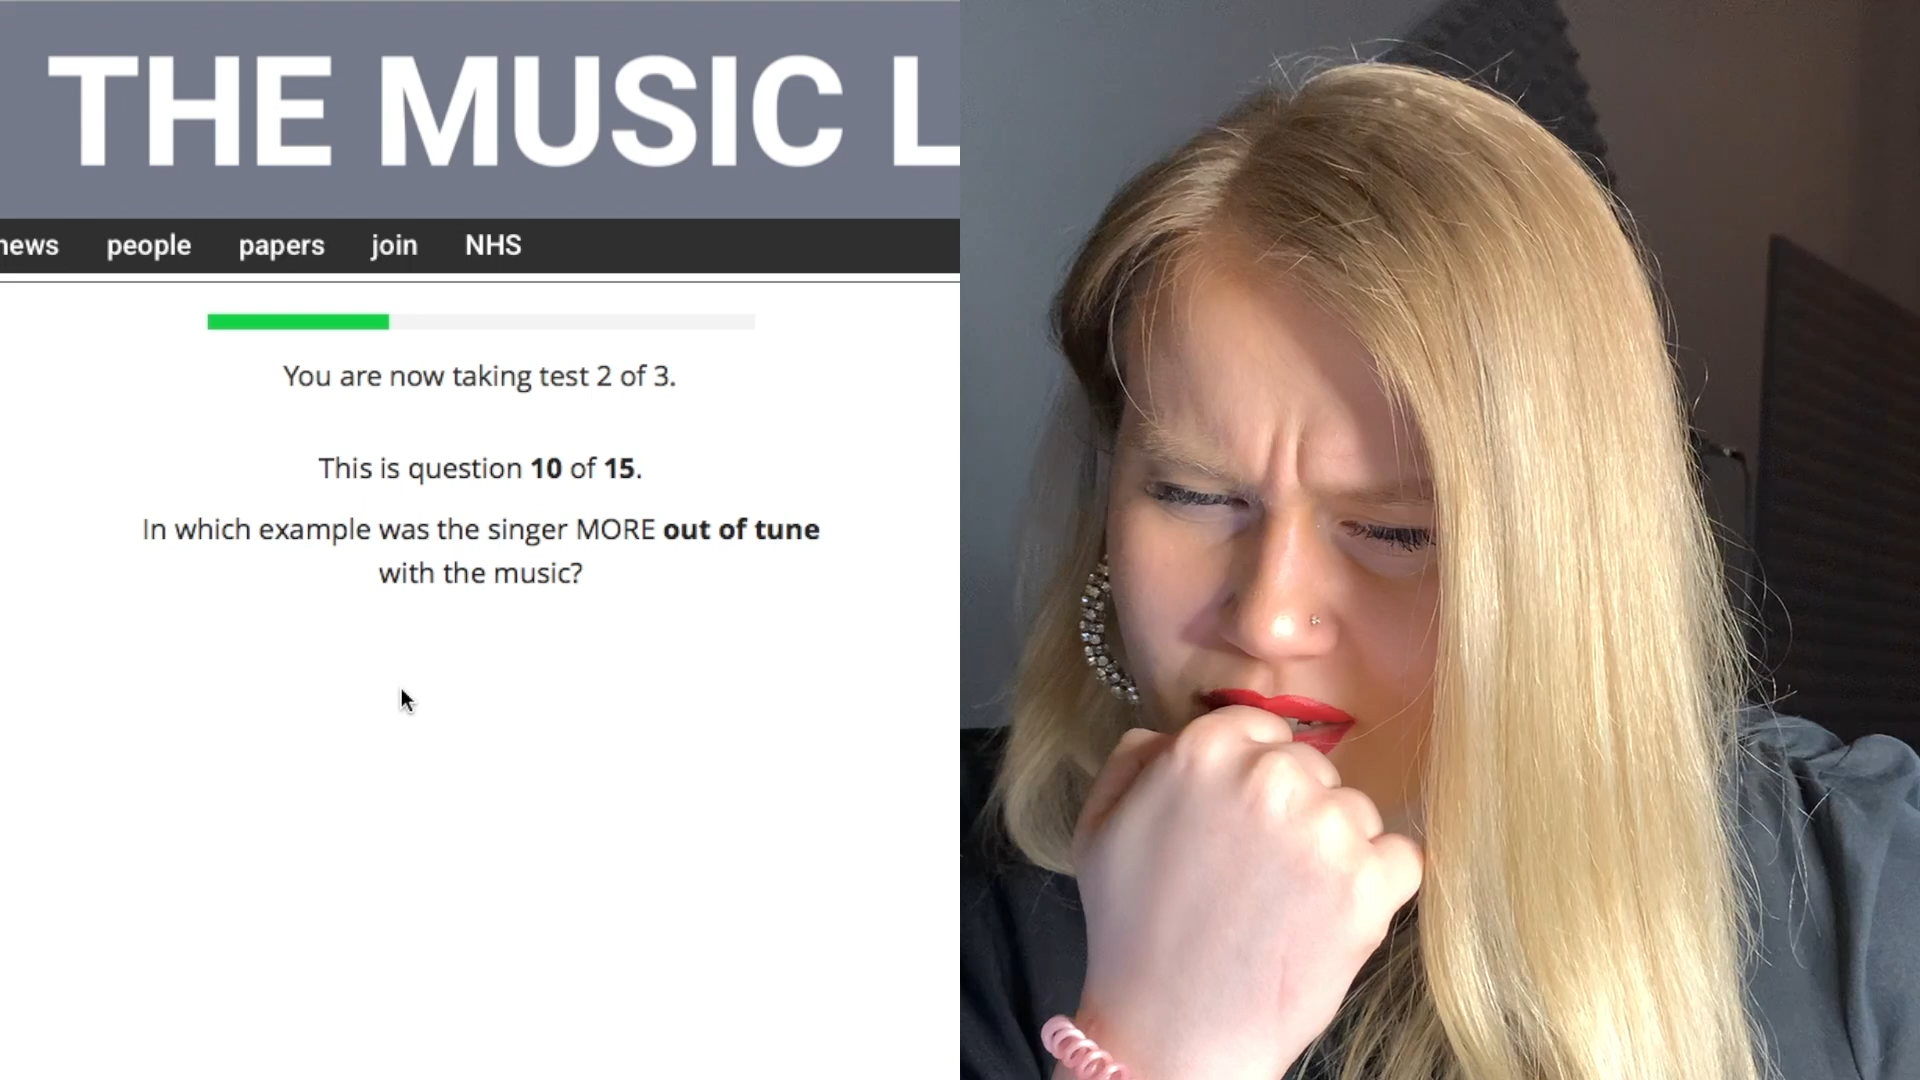 THE MUSIC L
news people papers join NHS
You are now taking test 2 of 3.
This is question 10 of 15.
In which example was the singer MORE out of tune
with the music?